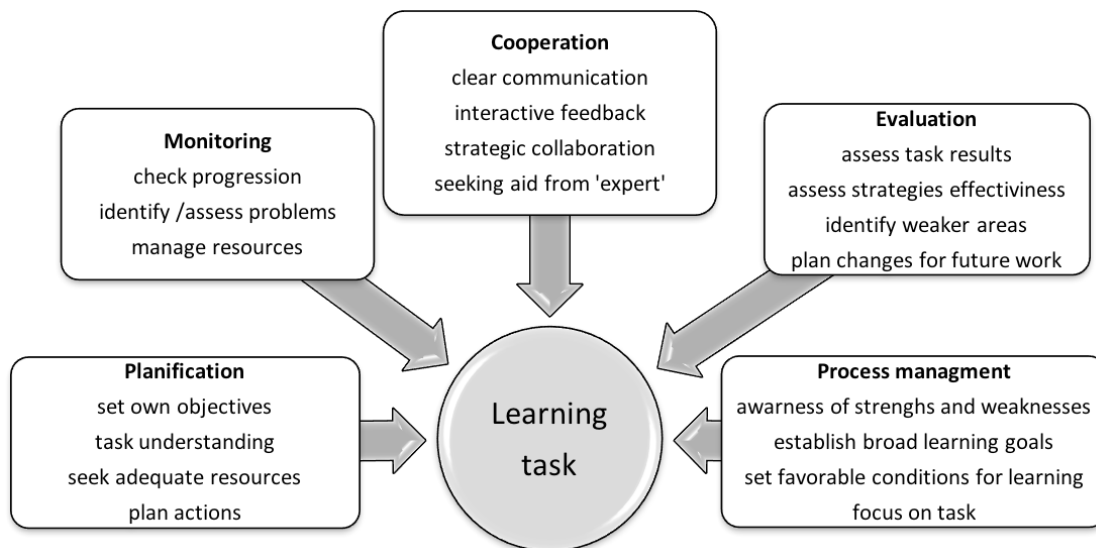 Cooperation
clear communication
interactive feedback
strategic collaboration
seeking aid from 'expert'
Monitoring
check progression
identify /assess problems
manage resources
Evaluation
assess task results
assess strategies effectiviness
identify weaker areas
plan changes for future work
Planification
set own objectives
task understanding
seek adequate resources
plan actions
Learning
task
Process managment
awarness of strenghs and weaknesses
establish broad learning goals
set favorable conditions for learning
focus on task